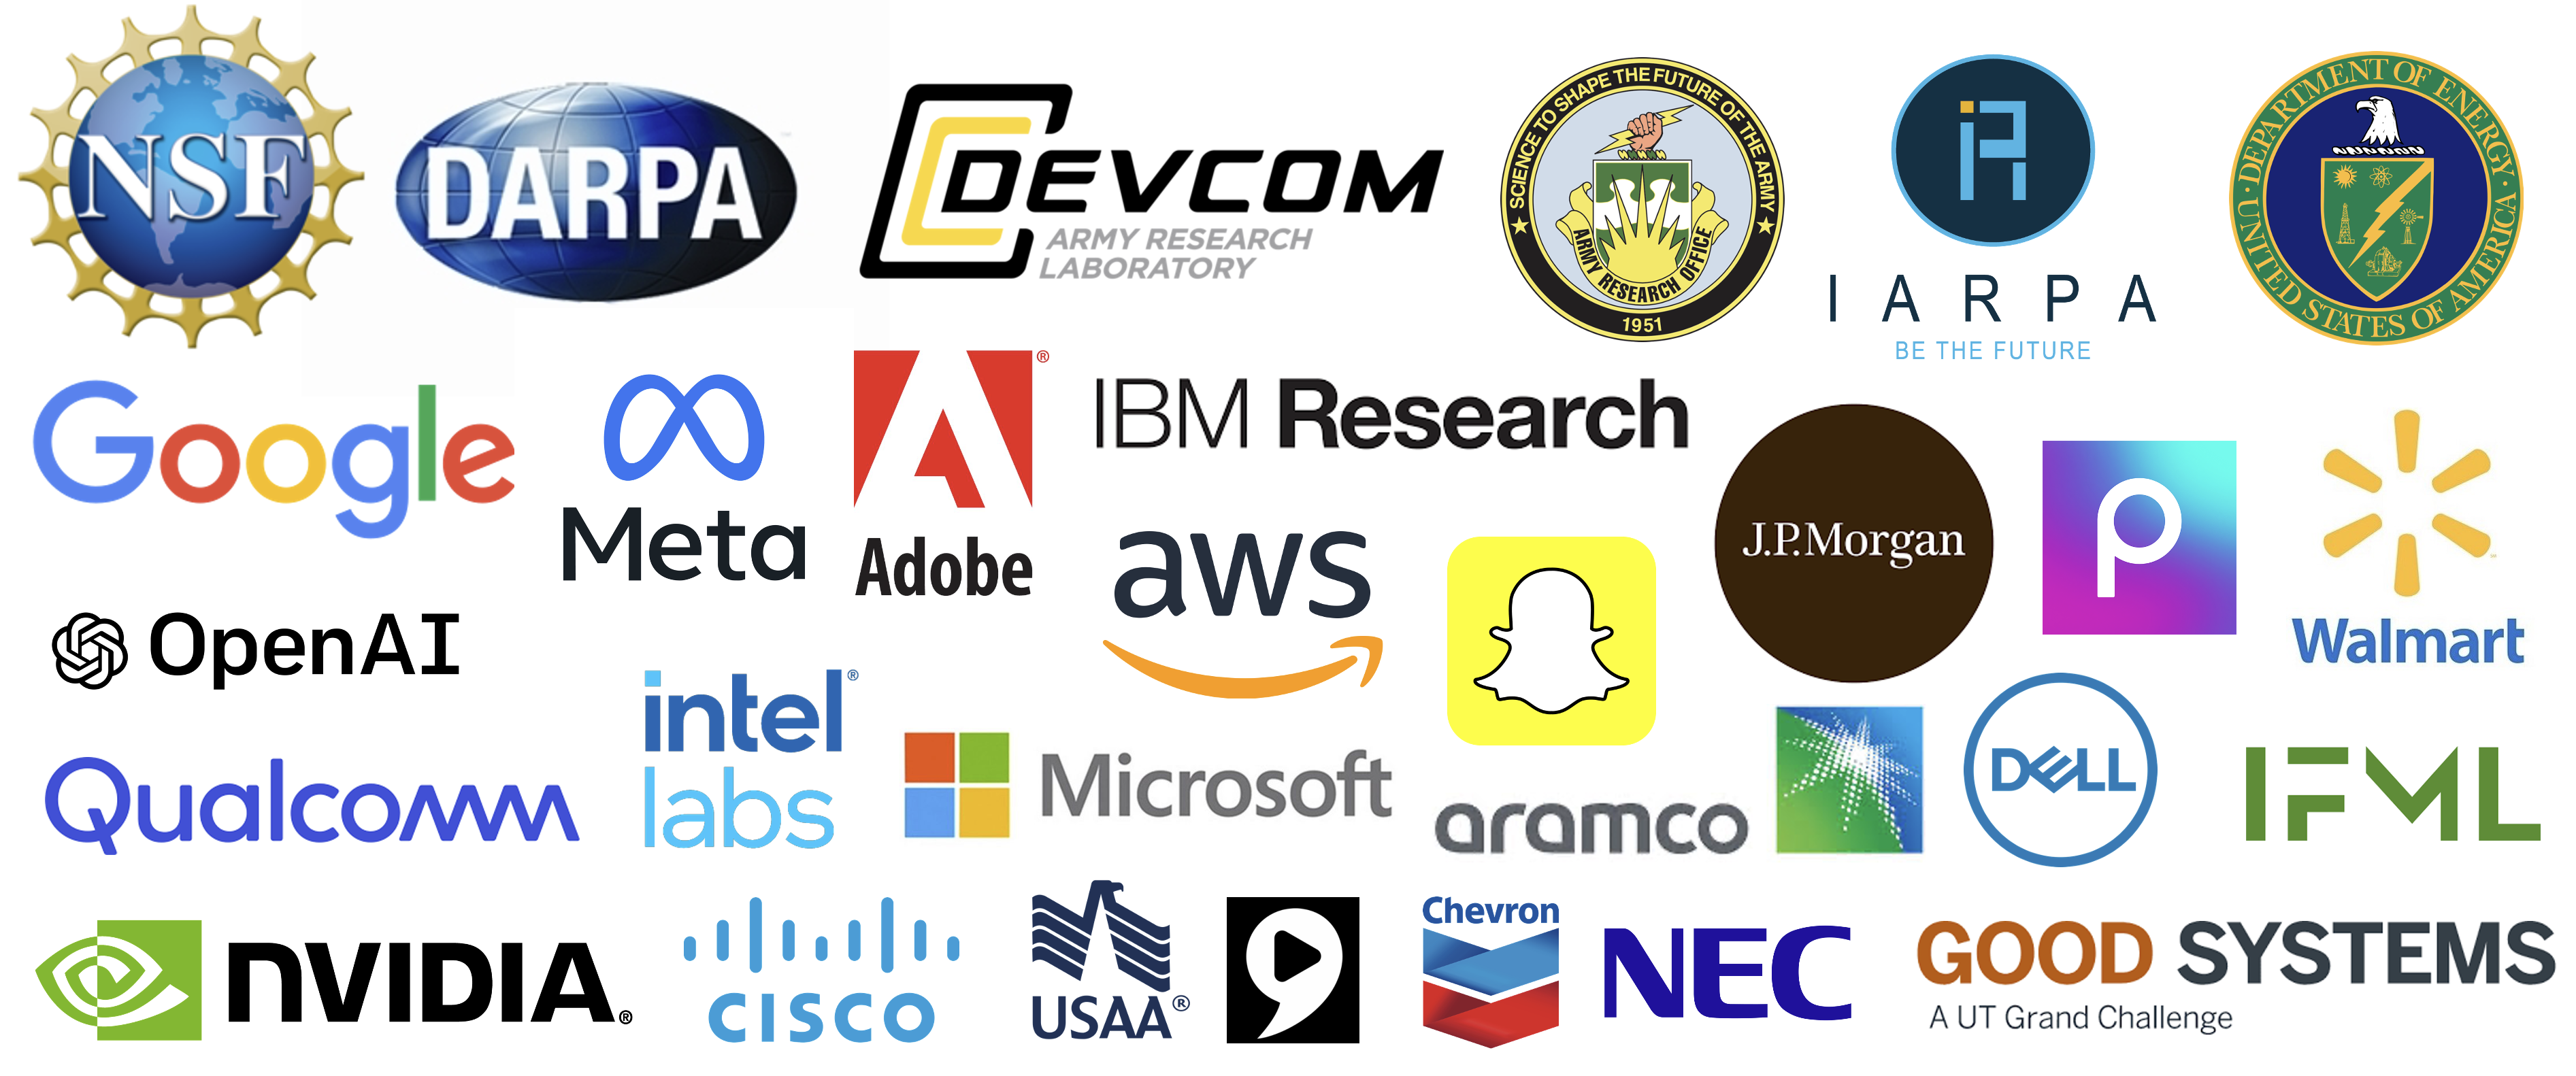 NSF
DARPA
DEVCOM
ARMY RESEARCH
LABORATORY
SCIENCE TO SHAPE THE FUTURE OF THE ARMY
ARMY RESEARCH OFFICE
1951
IARPA
BE THE FUTURE
DEPARTMENT OF ENERGY
UNITED STATES OF AMERICA
Google
Meta
®
Adobe
IBM Research
aws
J.P.Morgan
Walmart
OpenAI
intel®
labs
Qualcomm
Microsoft
aramco
DELL
IFML
NVIDIA®
CISCO
USAA®
Chevron
NEC
GOOD SYSTEMS
A UT Grand Challenge